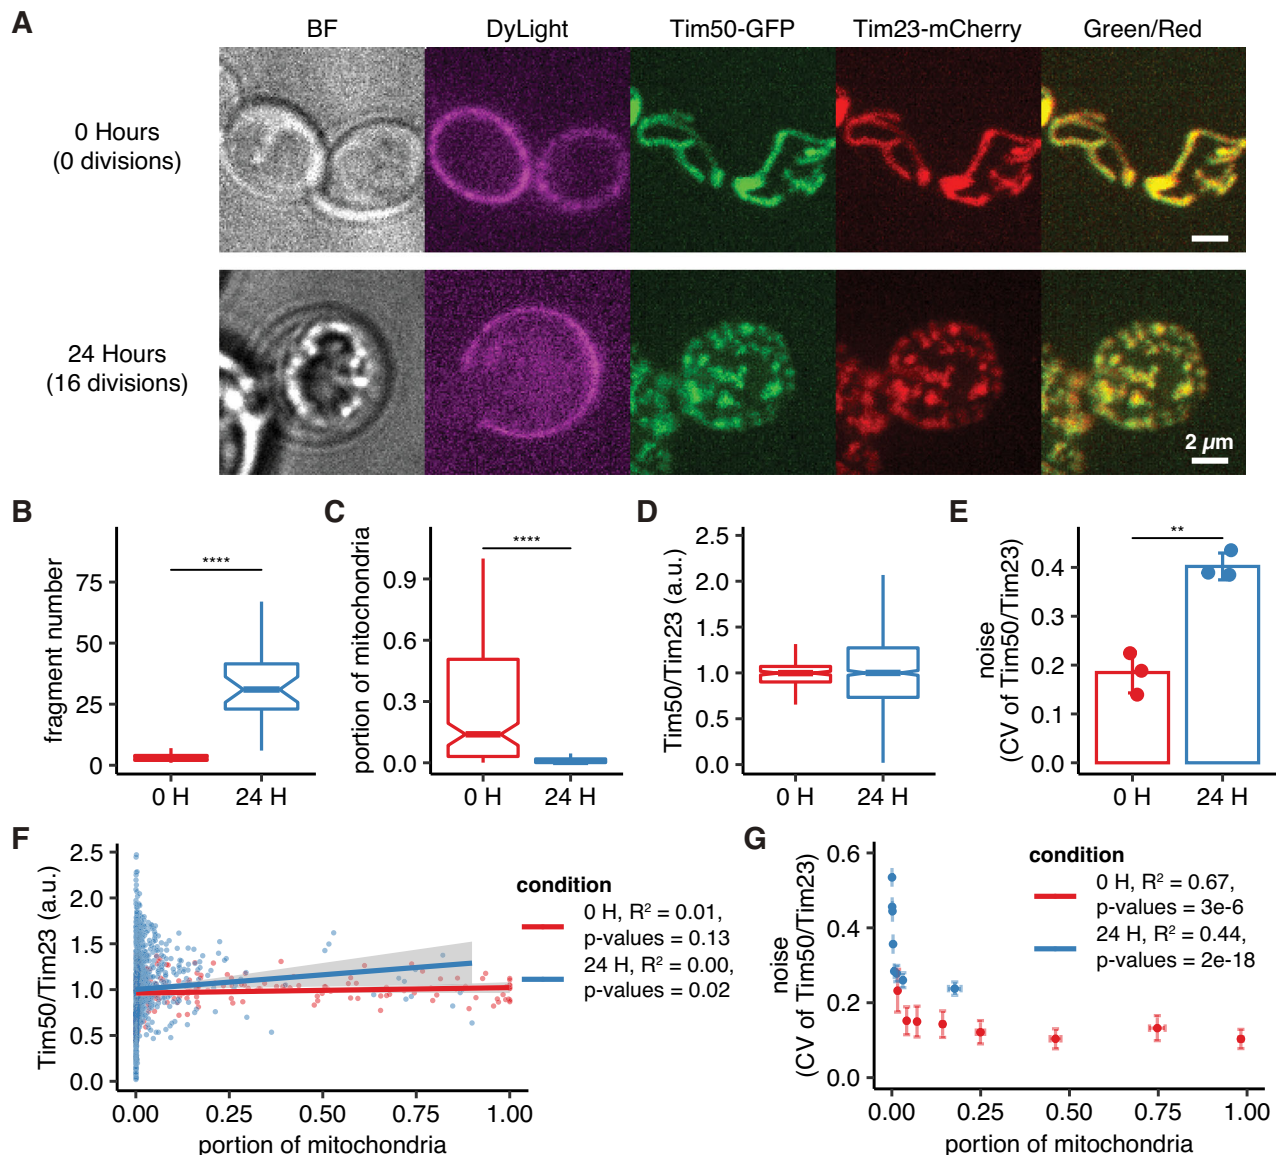 A
BF
DyLight
Tim50-GFP
Tim23-mCherry
Green/Red
0 Hours
(0 divisions)
24 Hours
(16 divisions)
2 µm
B
fragment number
75
50
25
0
****
0 H
24 H
C
portion of mitochondria
0.9
0.6
0.3
0.0
****
0 H
24 H
D
Tim50/Tim23 (a.u.)
2.5
2.0
1.5
1.0
0.5
0.0
0 H
24 H
E
noise
(CV of Tim50/Tim23)
0.4
0.3
0.2
0.1
0.0
**
0 H
24 H
F
Tim50/Tim23 (a.u.)
2.5
2.0
1.5
1.0
0.5
0.0
0.00
0.25
0.50
0.75
1.00
portion of mitochondria
condition
0 H, R² = 0.01,
p-values = 0.13
24 H, R² = 0.00,
p-values = 0.02
G
noise
(CV of Tim50/Tim23)
0.6
0.4
0.2
0.0
0.00
0.25
0.50
0.75
1.00
portion of mitochondria
condition
0 H, R² = 0.67,
p-values = 3e-6
24 H, R² = 0.44,
p-values = 2e-18